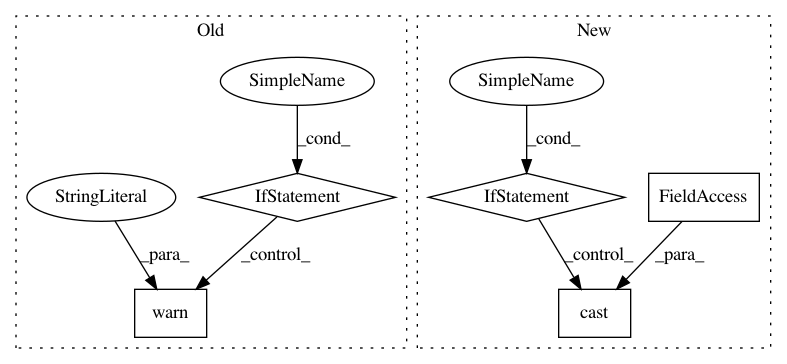 Old
New
SimpleName
SimpleName
_cond_
_cond_
StringLiteral
IfStatement
IfStatement
FieldAccess
_para_
_control_
_control_
_para_
warn
cast